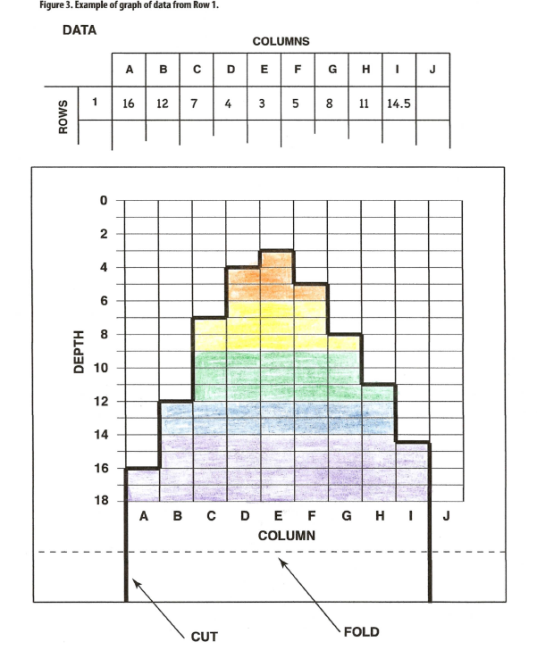 Figure 3. Example of graph of data from Row 1.
DATA
COLUMNS
A B C D E F G H I J
ROWS
1 16 12 7 4 3 5 8 11 14.5
0
2
4
6
8
10
12
14
16
18
DEPTH
A B C D E F G H I J
COLUMN
CUT
FOLD